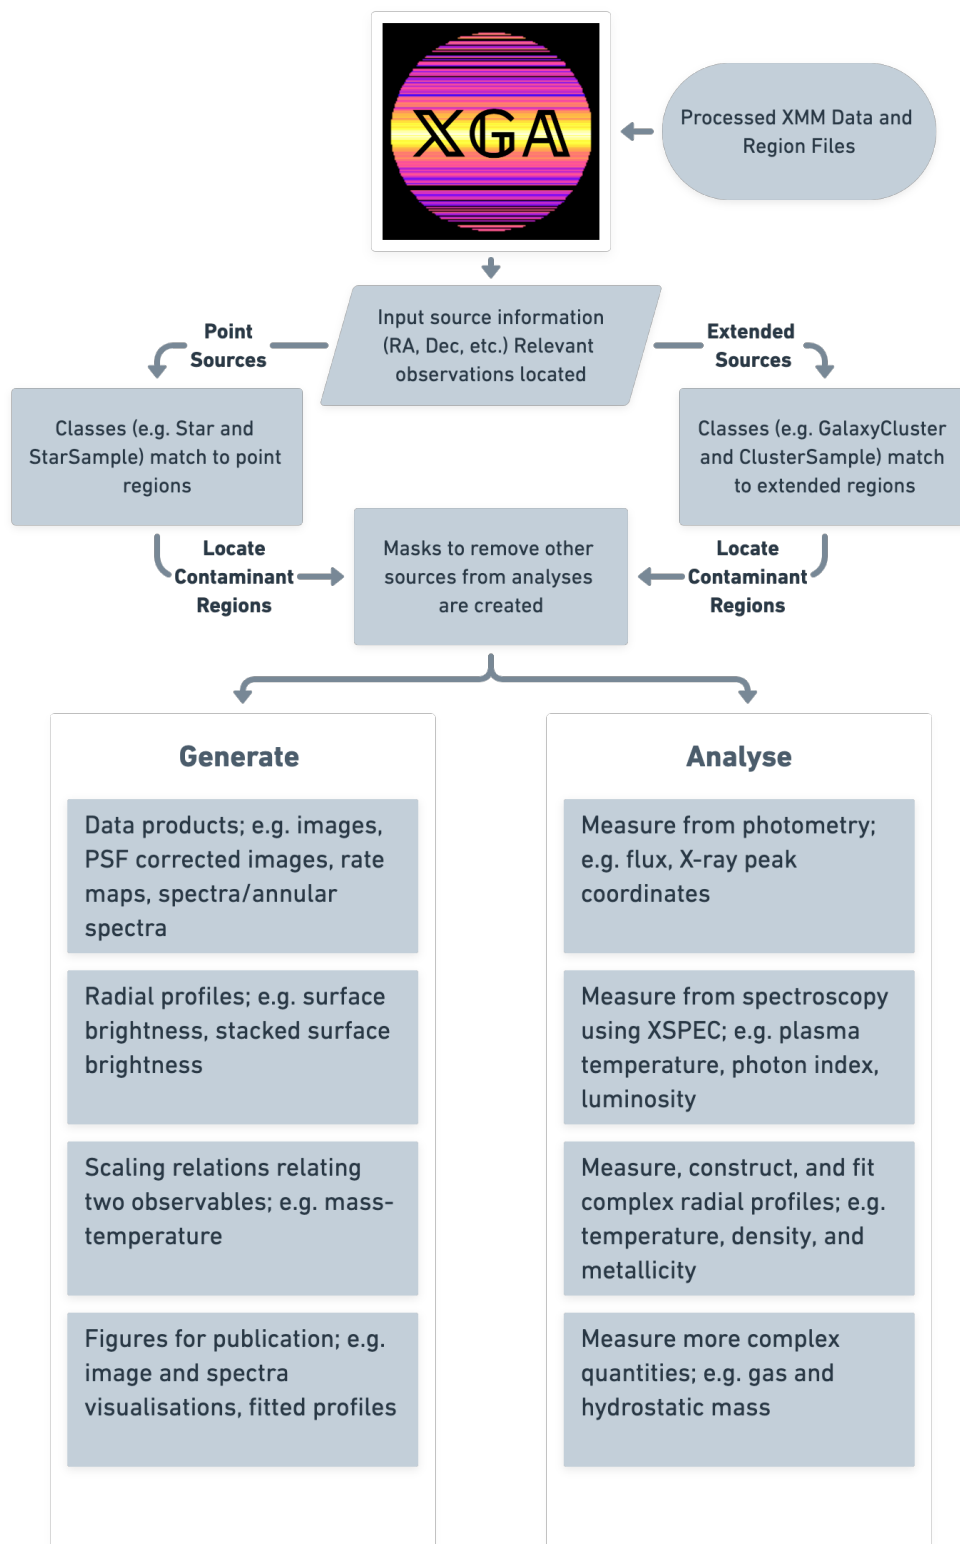 XGA
Processed XMM Data and
Region Files
Input source information
(RA, Dec, etc.) Relevant
observations located
Point
Sources
Extended
Sources
Classes (e.g. Star and
StarSample) match to point
regions
Classes (e.g. GalaxyCluster
and ClusterSample) match
to extended regions
Locate
Contaminant
Regions
Masks to remove other
sources from analyses
are created
Locate
Contaminant
Regions
Generate
Data products; e.g. images,
PSF corrected images, rate
maps, spectra/annular
spectra
Radial profiles; e.g. surface
brightness, stacked surface
brightness
Scaling relations relating
two observables; e.g. mass-
temperature
Figures for publication; e.g.
image and spectra
visualisations, fitted profiles
Analyse
Measure from photometry;
e.g. flux, X-ray peak
coordinates
Measure from spectroscopy
using XSPEC; e.g. plasma
temperature, photon index,
luminosity
Measure, construct, and fit
complex radial profiles; e.g.
temperature, density, and
metallicity
Measure more complex
quantities; e.g. gas and
hydrostatic mass